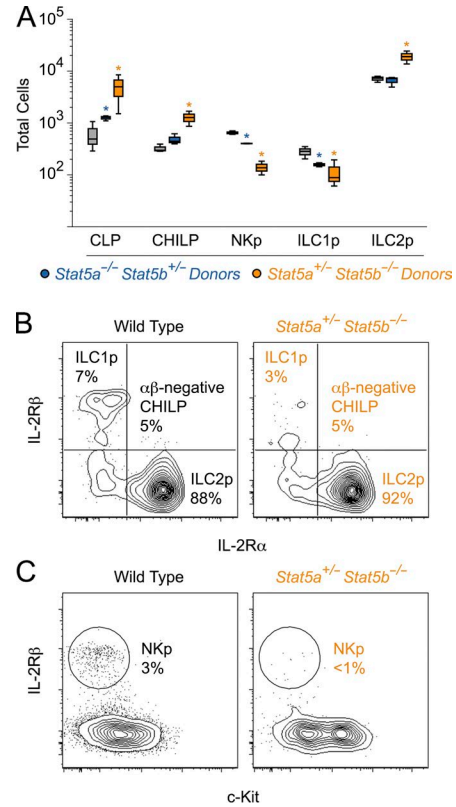 A
Total Cells
10^5
10^4
10^3
10^2
*
*
*
*
*
*
*
*
CLP CHILP NKp ILC1p ILC2p
Stat5a^–/– Stat5b^+/– Donors Stat5a^+/– Stat5b^–/– Donors
B
Wild Type Stat5a^+/– Stat5b^–/–
IL-2Rβ
ILC1p
7%
αβ-negative
CHILP
5%
ILC2p
88%
ILC1p
3%
αβ-negative
CHILP
5%
ILC2p
92%
IL-2Rα
C
Wild Type Stat5a^+/– Stat5b^–/–
IL-2Rβ
NKp
3%
NKp
<1%
c-Kit